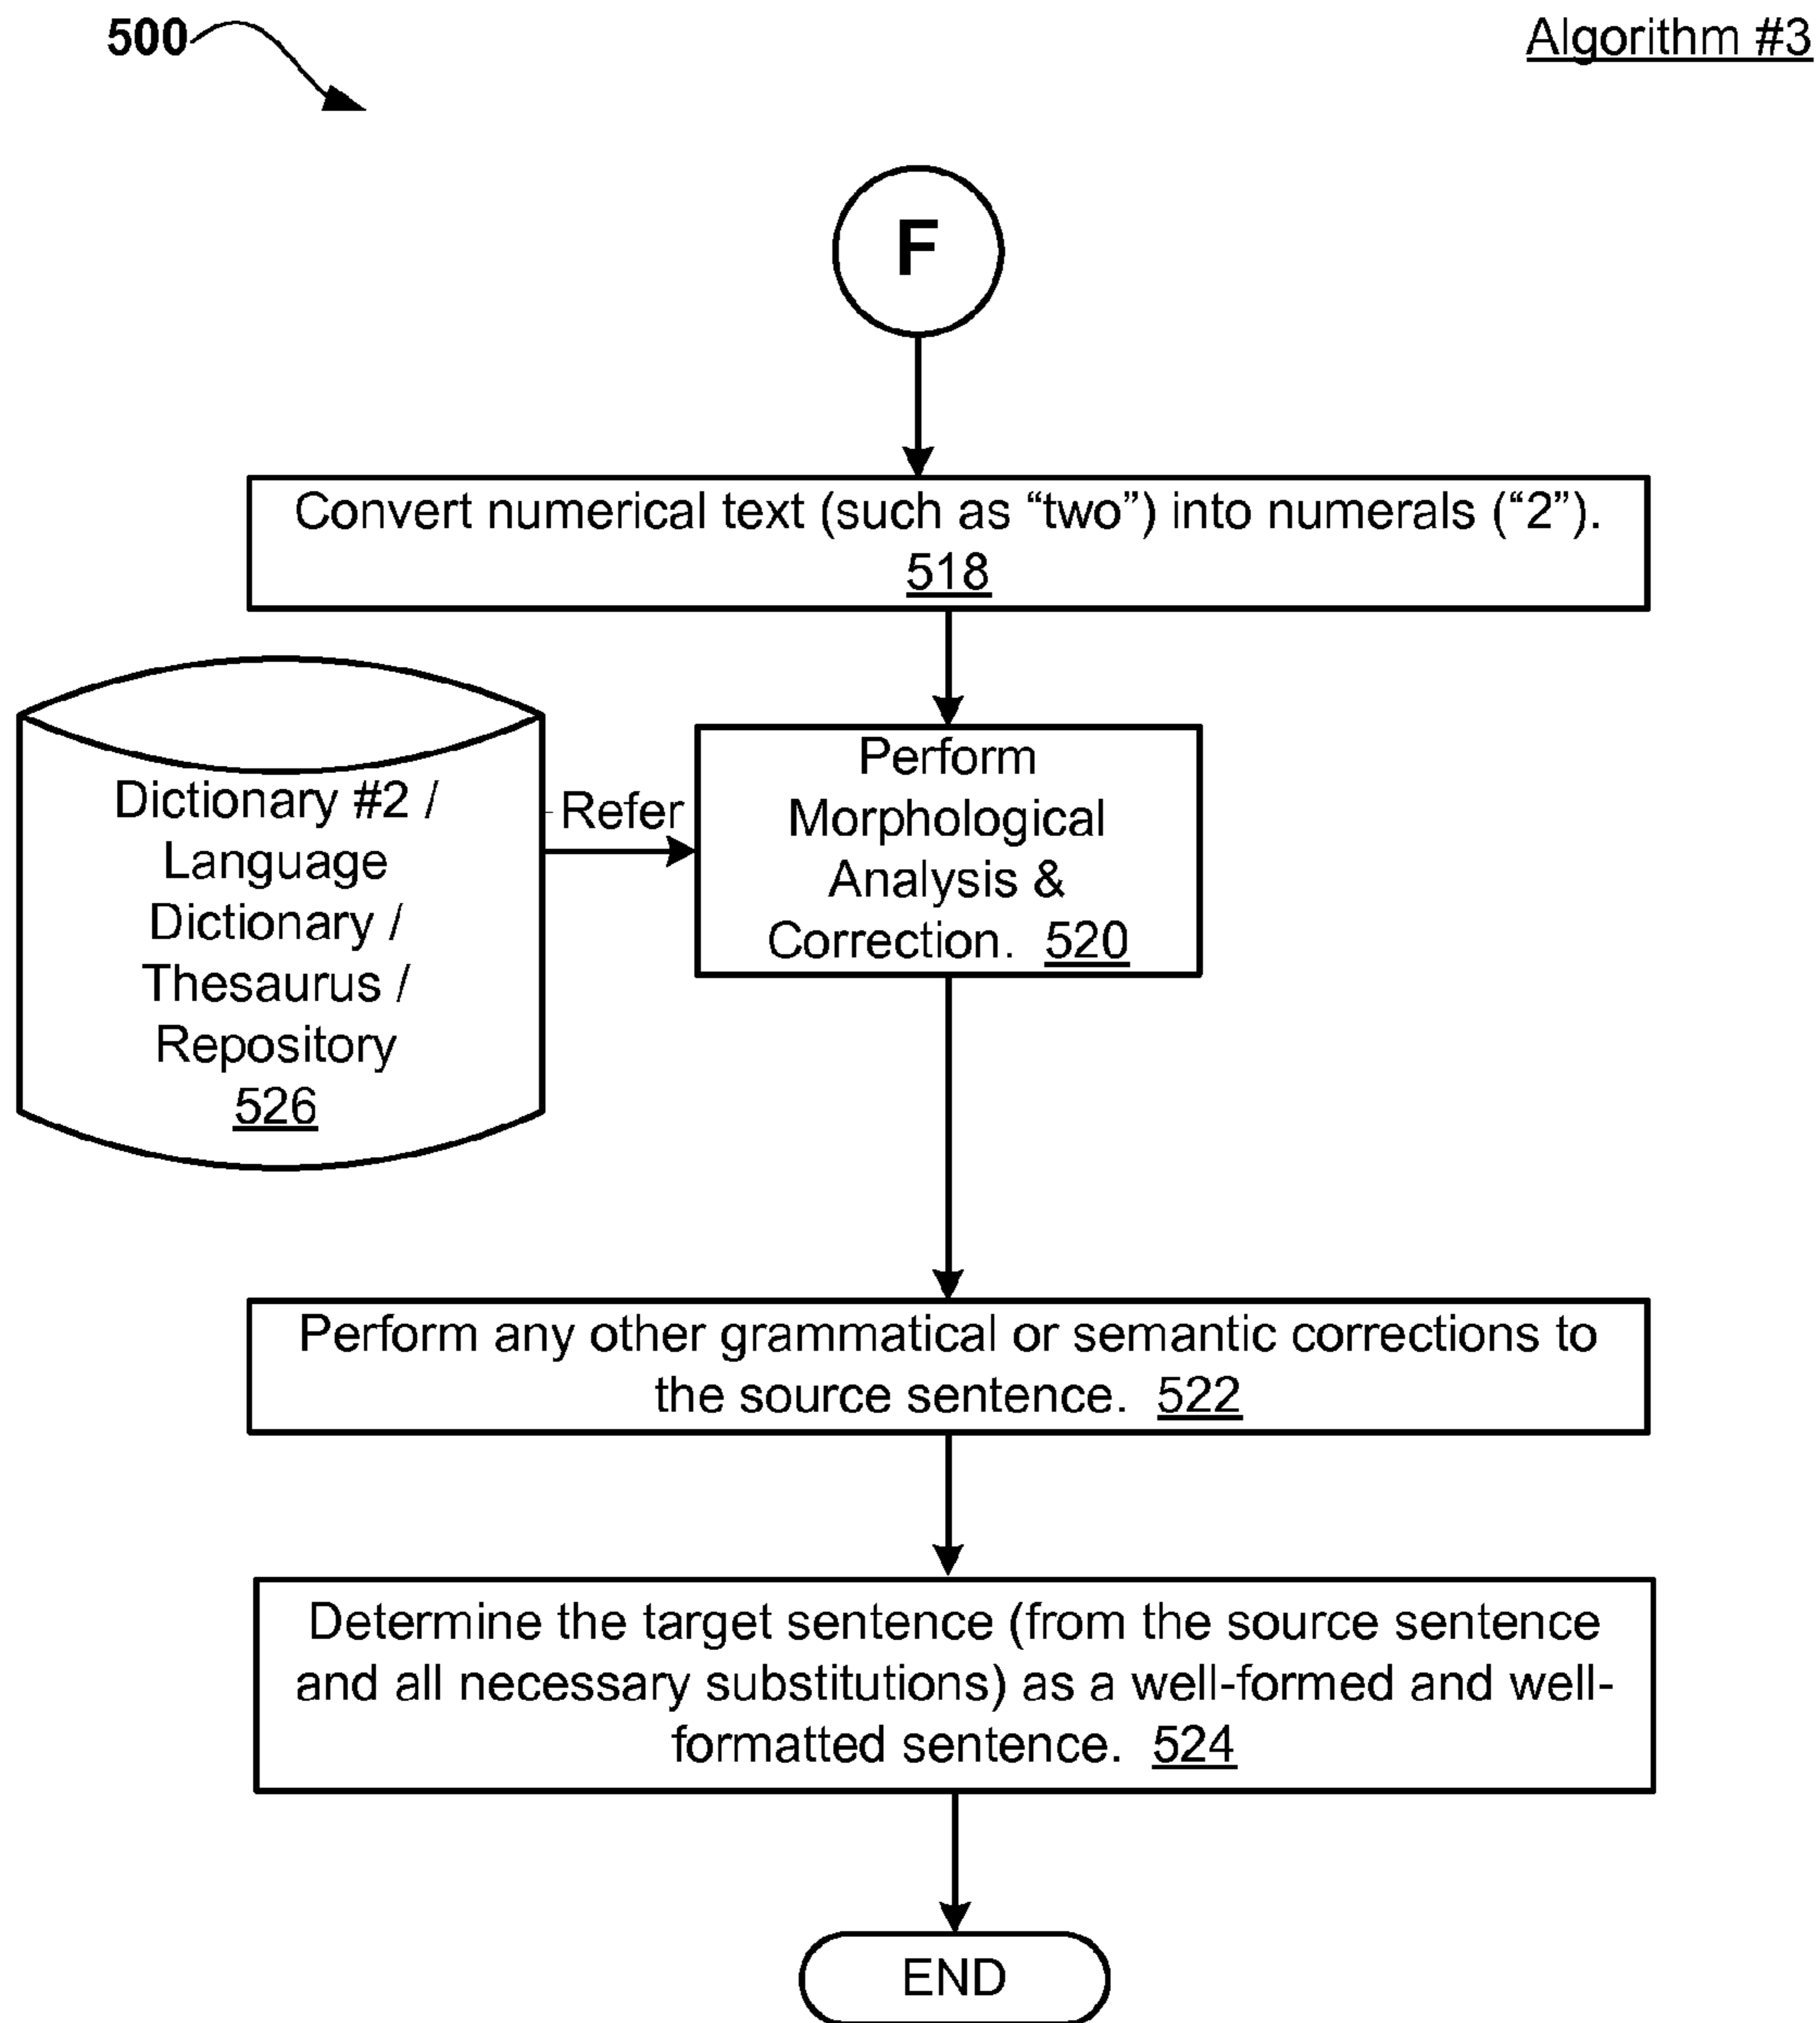 500
Algorithm #3
F
Convert numerical text (such as “two”) into numerals (“2”).
518
Dictionary #2 /
Language
Dictionary /
Thesaurus /
Repository
526
Refer
Perform
Morphological
Analysis &
Correction. 520
Perform any other grammatical or semantic corrections to
the source sentence. 522
Determine the target sentence (from the source sentence
and all necessary substitutions) as a well-formed and well-
formatted sentence. 524
END